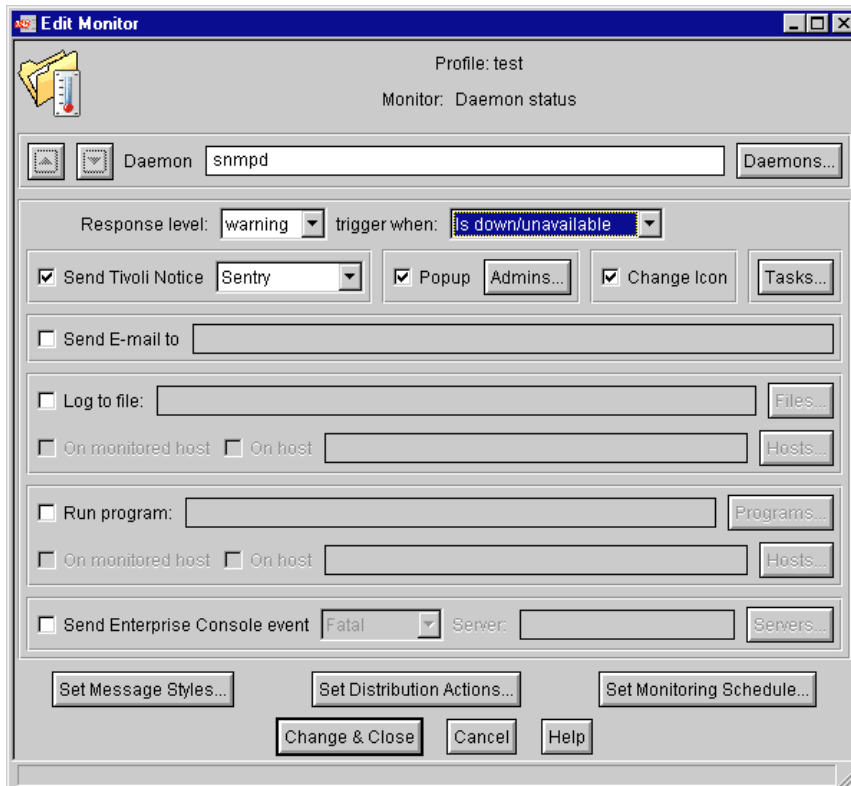 Edit Monitor
Profile: test
Monitor: Daemon status
Daemon snmpd Daemons...
Response level: warning trigger when: Is down/unavailable
Send Tivoli Notice Sentry Popup Admins... Change Icon Tasks...
Send E-mail to
Log to file: Files...
On monitored host On host Hosts...
Run program: Programs...
On monitored host On host Hosts...
Send Enterprise Console event Fatal Server: Servers...
Set Message Styles... Set Distribution Actions... Set Monitoring Schedule...
Change & Close Cancel Help